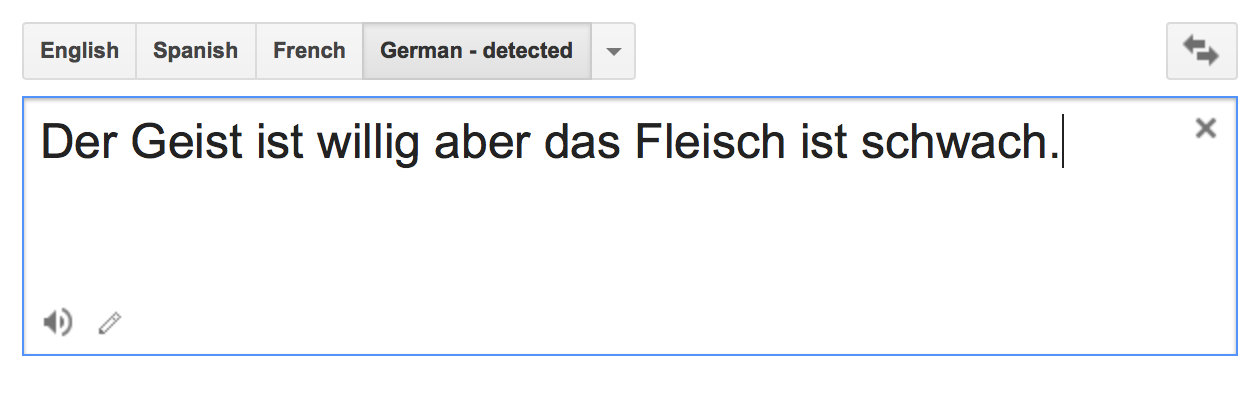 English Spanish French German - detected
Der Geist ist willig aber das Fleisch ist schwach.